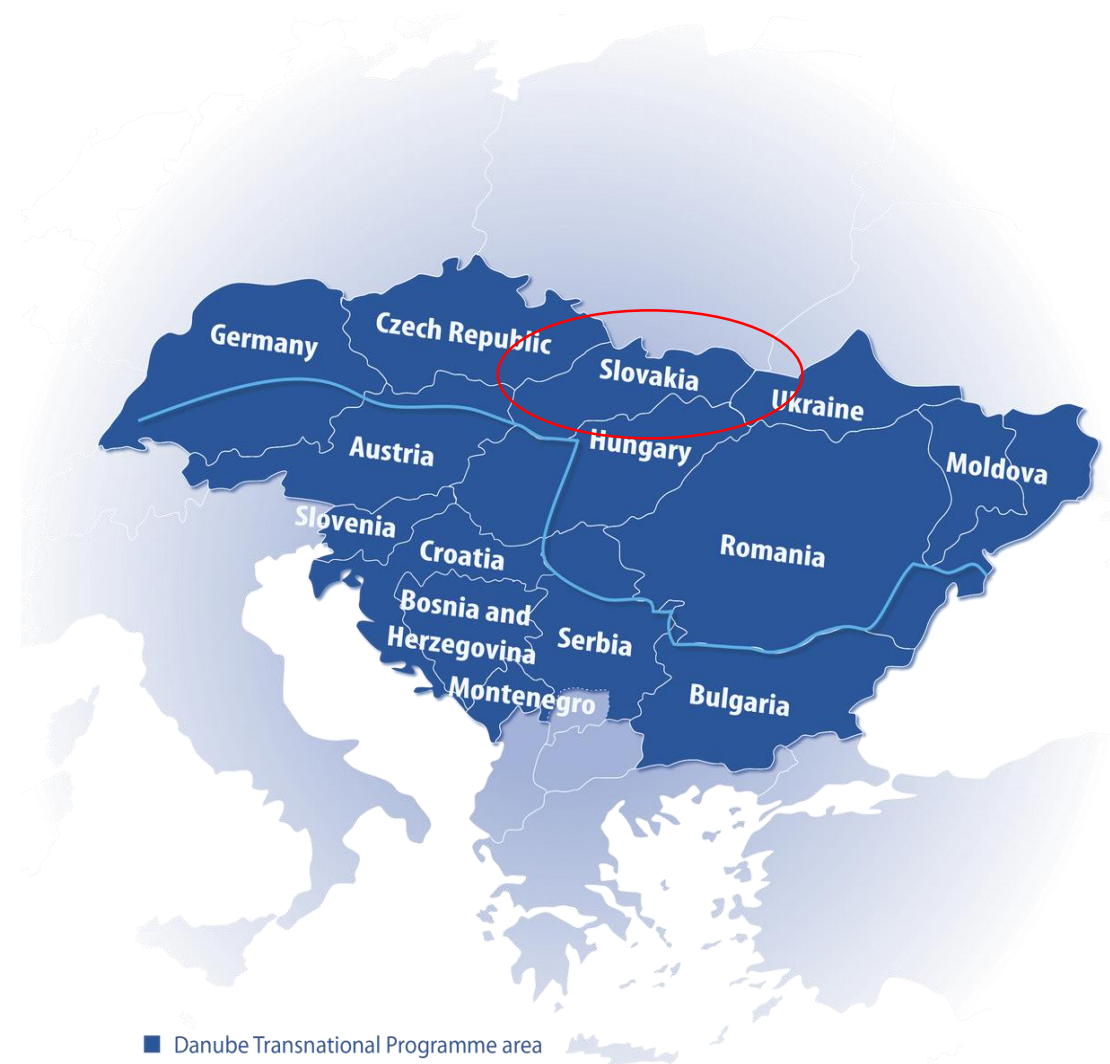 Czech Republic
Germany
Slovakia
Ukraine
Hungary
Austria
Moldova
Slovenia
Croatia
Romania
Bosnia and
Herzegovina
Serbia
Montenegro
Bulgaria
Danube Transnational Programme area